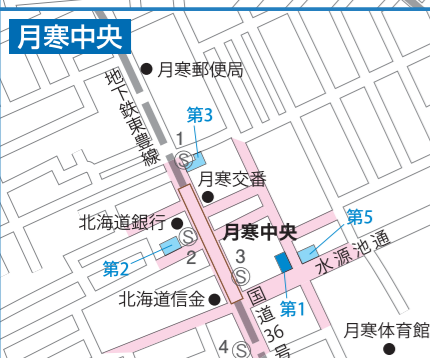 月寒中央
月寒郵便局
地下鉄東豊線
第3
1
Ⓢ
月寒交番
北海道銀行
Ⓢ
2
月寒中央
3
Ⓢ
第5
水源池通
第2
第1
北海道信金
国道36号
月寒体育館
4
Ⓢ